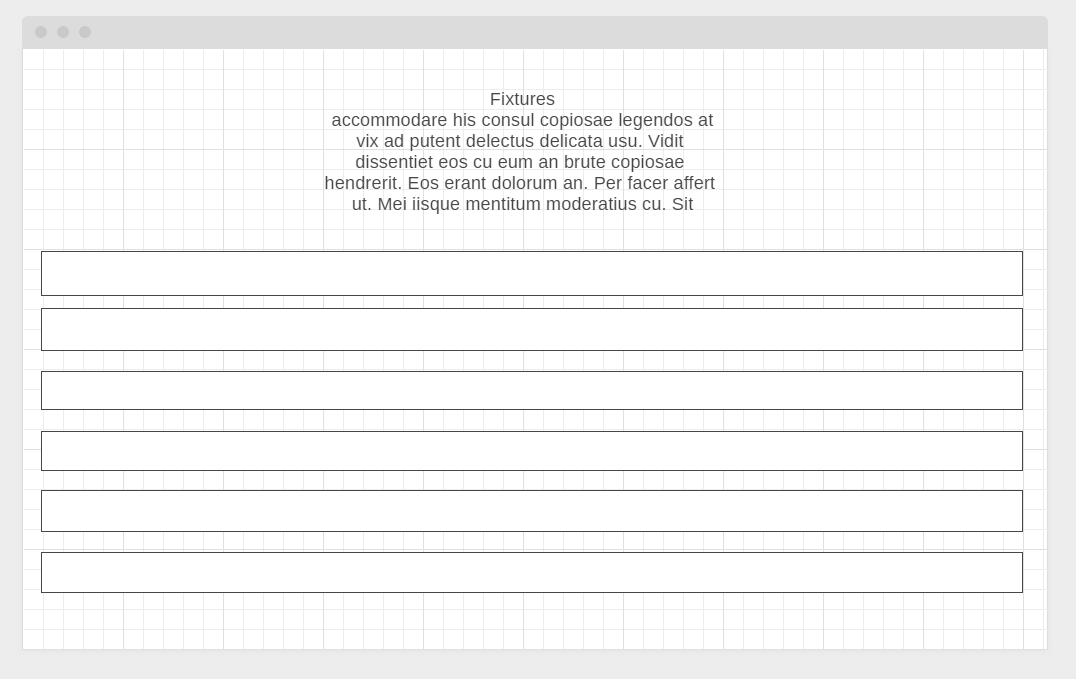 Fixtures
accommodare his consul copiosae legendos at
vix ad putent delectus delicata usu. Vidit
dissentiet eos cu eum an brute copiosae
hendrerit. Eos erant dolorum an. Per facer affert
ut. Mei iisque mentitum moderatius cu. Sit